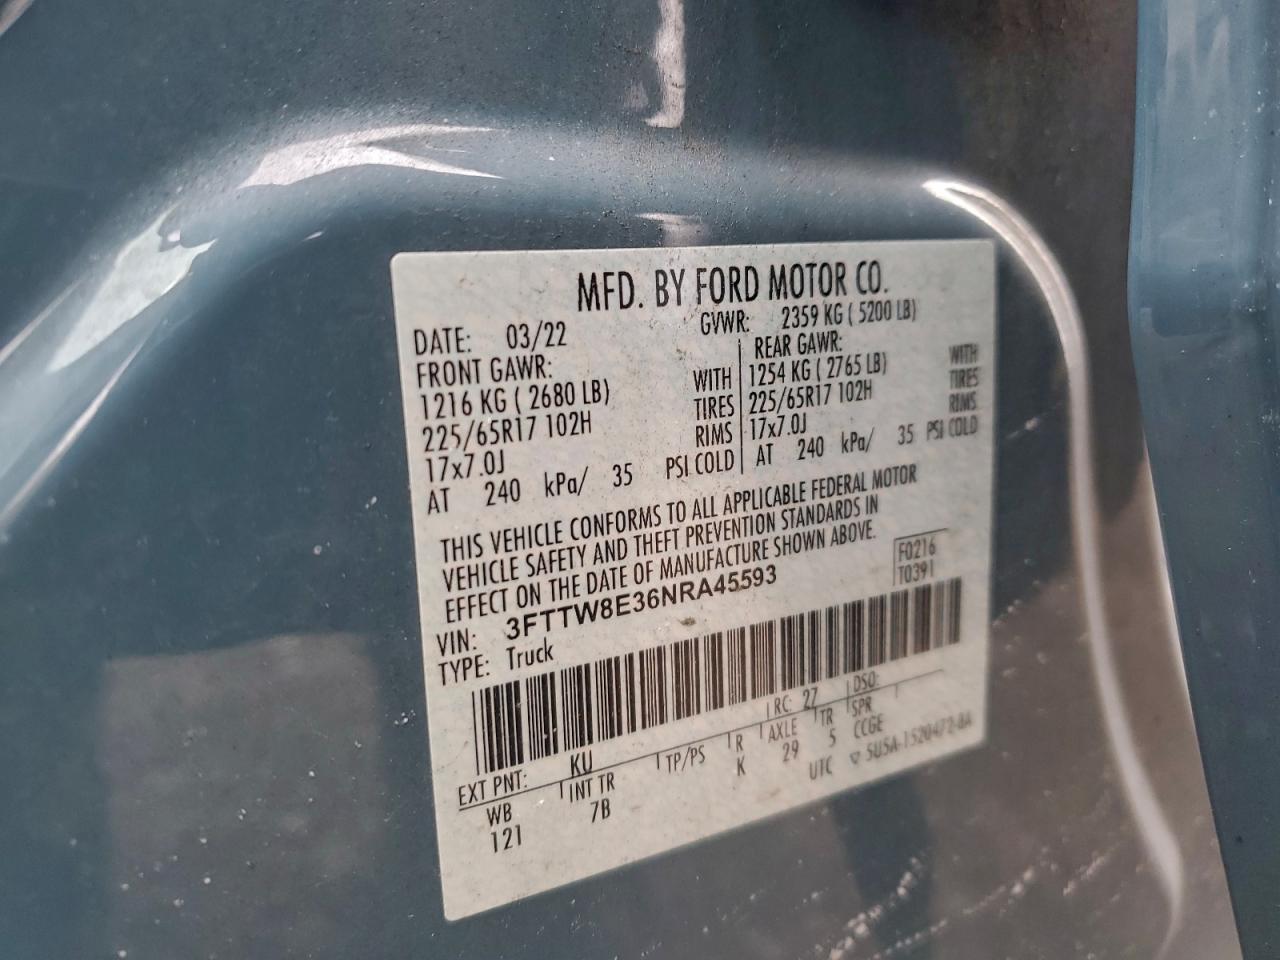 MFD. BY FORD MOTOR CO.
DATE: 03/22 GVWR: 2359 KG ( 5200 LB)
FRONT GAWR: REAR GAWR:
1216 KG ( 2680 LB) WITH 1254 KG ( 2765 LB) WITH
225/65R17 102H TIRES 225/65R17 102H TIRES
17x7.0J RIMS 17x7.0J RIMS
AT 240 kPa/ 35 PSI COLD AT 240 kPa/ 35 PSI COLD
THIS VEHICLE CONFORMS TO ALL APPLICABLE FEDERAL MOTOR
VEHICLE SAFETY AND THEFT PREVENTION STANDARDS IN
EFFECT ON THE DATE OF MANUFACTURE SHOWN ABOVE.
F0216
T0391
VIN: 3FTTW8E36NRA45593
TYPE: Truck
EXT PNT: KU RC: 27 DSO:
WB INT TR TP/PS R AXLE TR SPR
121 7B K 29 5 CCGE
UTC ▽ 5U5A-1520472-BA